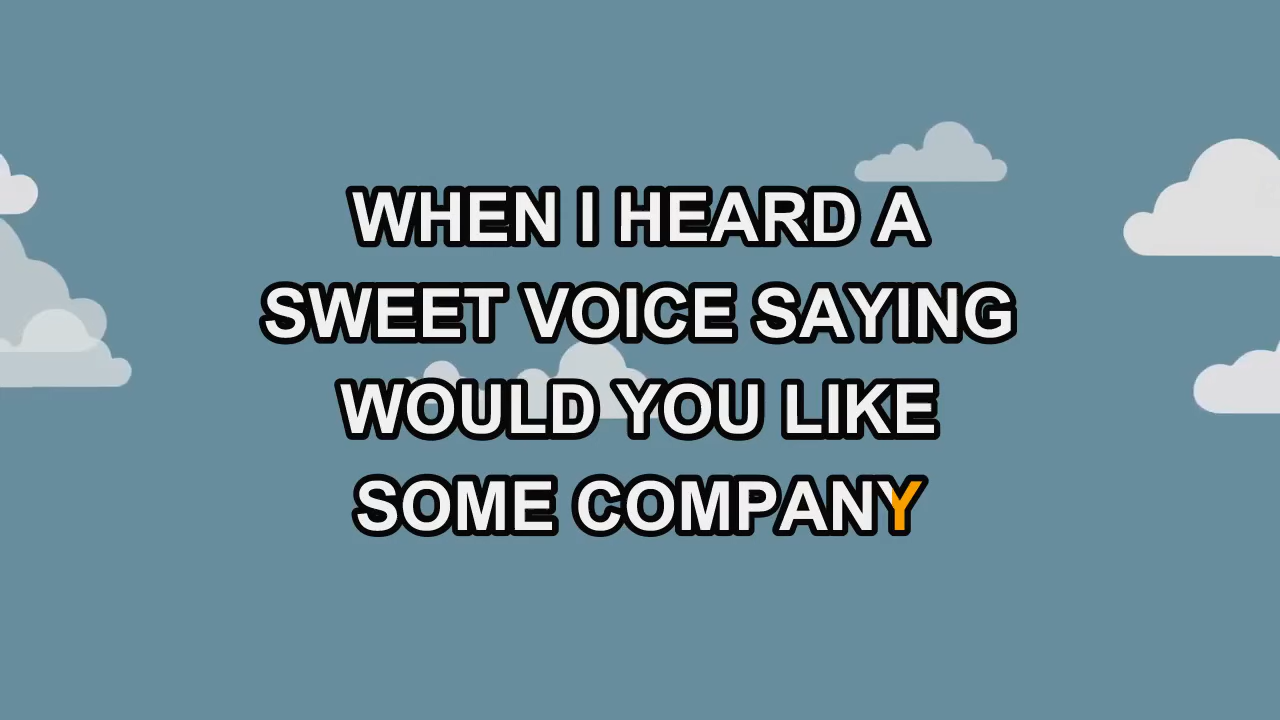 WHEN I HEARD A
SWEET VOICE SAYING
WOULD YOU LIKE
SOME COMPANY